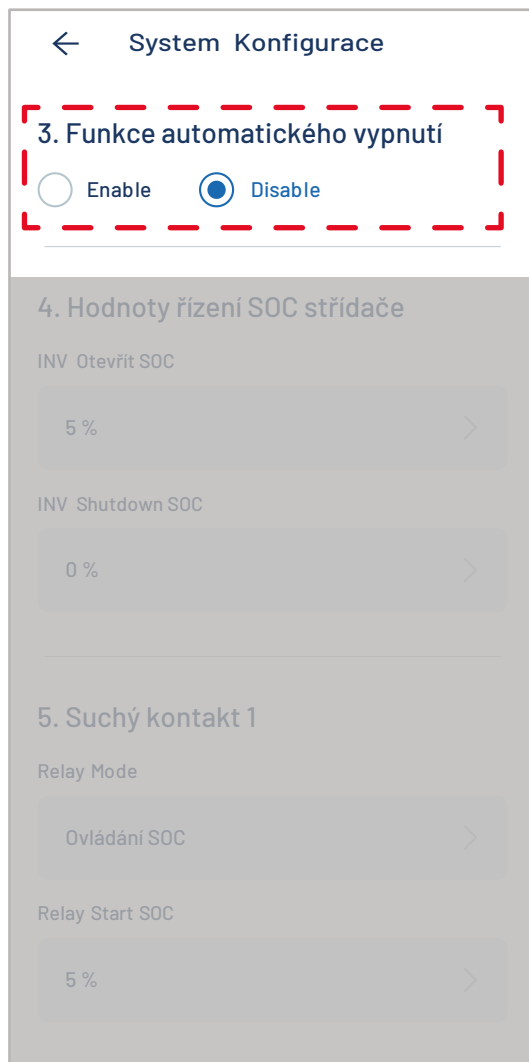 System Konfigurace
3. Funkce automatického vypnutí
Enable Disable
4. Hodnoty řízení SOC střídače
INV Otevřít SOC
5 %
INV Shutdown SOC
0 %
5. Suchý kontakt 1
Relay Mode
Ovládání SOC
Relay Start SOC
5 %